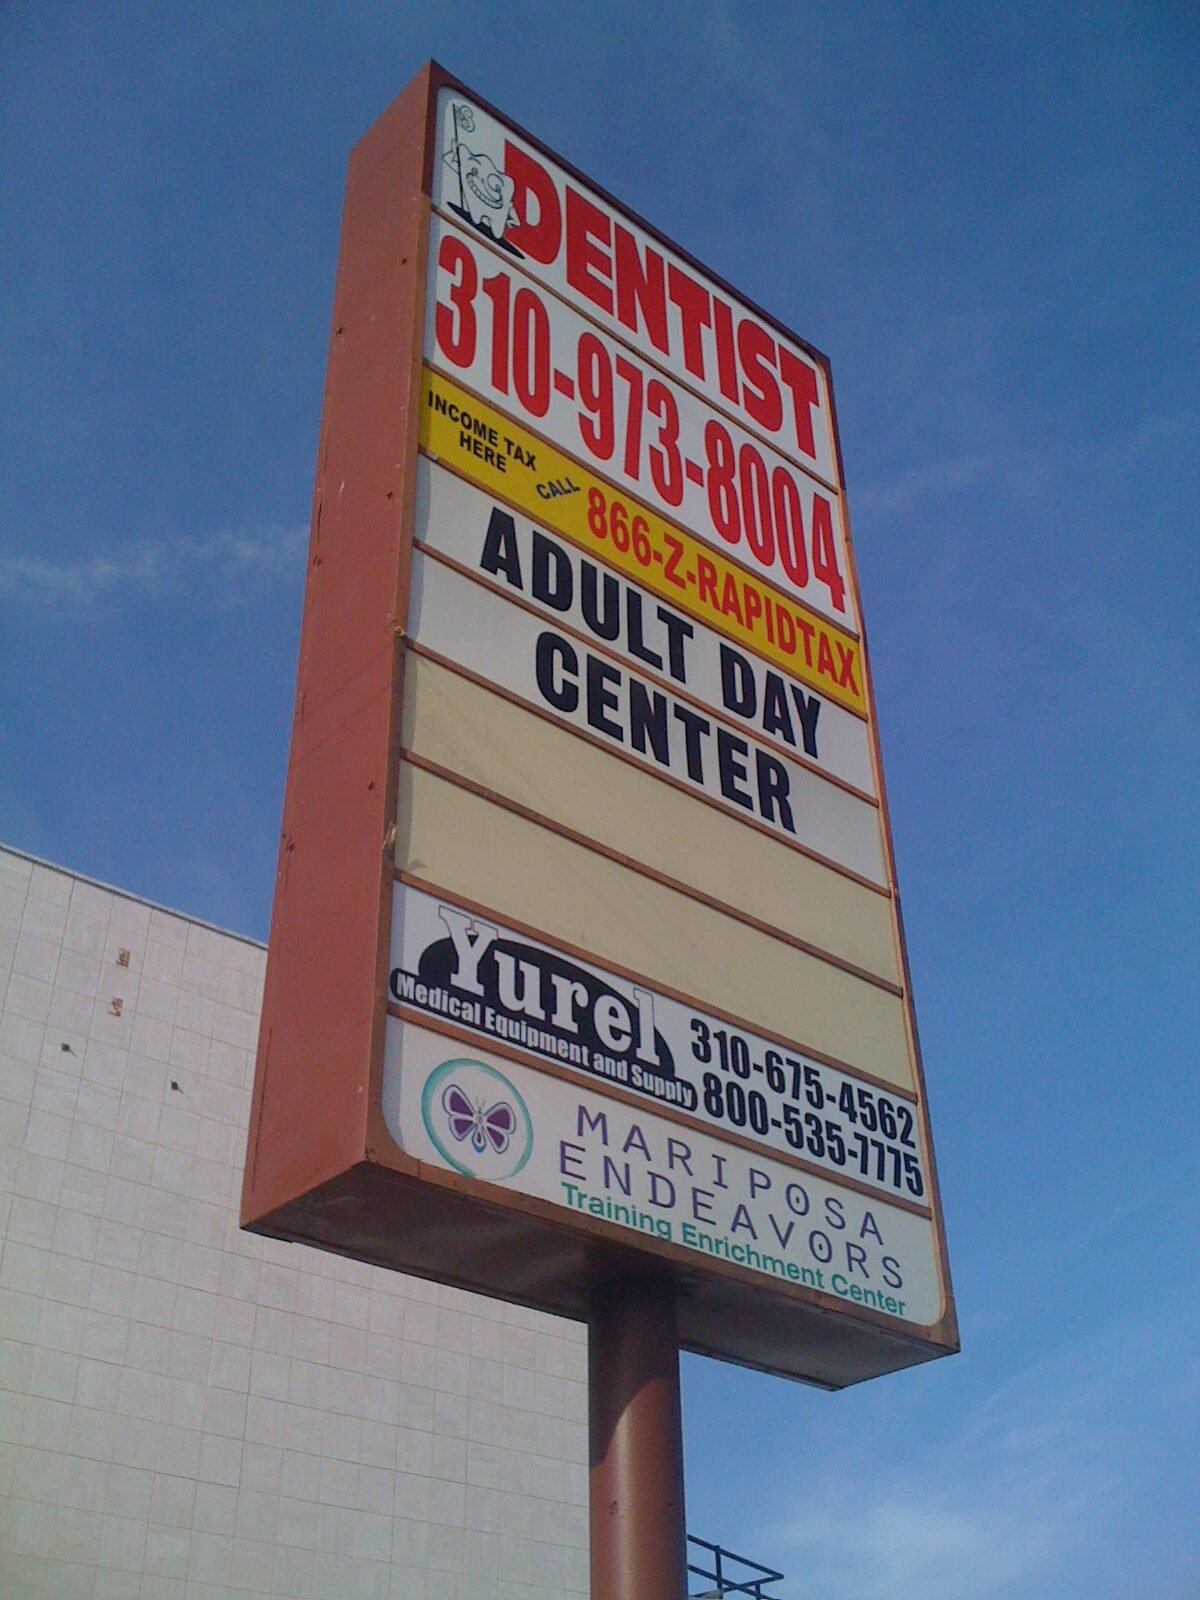 DENTIST
310-973-8004
INCOME TAX
HERE
CALL 866-Z-RAPIDTAX
ADULT DAY
CENTER
Yurel
Medical Equipment and Supply
310-675-4562
800-535-7775
MARIPOSA
ENDEAVORS
Training Enrichment Center